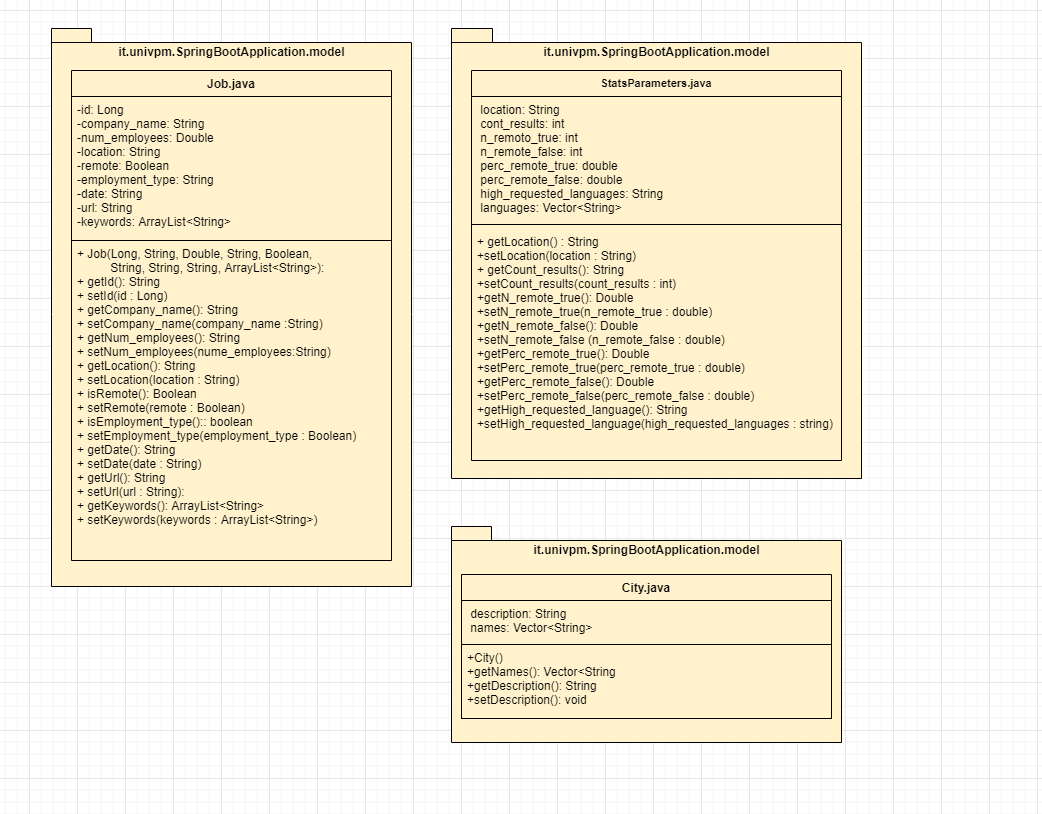 it.univpm.SpringBootApplication.model
Job.java
-id: Long
-company_name: String
-num_employees: Double
-location: String
-remote: Boolean
-employment_type: String
-date: String
-url: String
-keywords: ArrayList<String>
+ Job(Long, String, Double, String, Boolean,
String, String, String, ArrayList<String>):
+ getId(): String
+ setId(id : Long)
+ getCompany_name(): String
+ setCompany_name(company_name :String)
+ getNum_employees(): String
+ setNum_employees(nume_employees:String)
+ getLocation(): String
+ setLocation(location : String)
+ isRemote(): Boolean
+ setRemote(remote : Boolean)
+ isEmployment_type():: boolean
+ setEmployment_type(employment_type : Boolean)
+ getDate(): String
+ setDate(date : String)
+ getUrl(): String
+ setUrl(url : String):
+ getKeywords(): ArrayList<String>
+ setKeywords(keywords : ArrayList<String>)
it.univpm.SpringBootApplication.model
StatsParameters.java
location: String
cont_results: int
n_remoto_true: int
n_remote_false: int
perc_remote_true: double
perc_remote_false: double
high_requested_languages: String
languages: Vector<String>
+ getLocation() : String
+setLocation(location : String)
+ getCount_results(): String
+setCount_results(count_results : int)
+getN_remote_true(): Double
+setN_remote_true(n_remote_true : double)
+getN_remote_false(): Double
+setN_remote_false (n_remote_false : double)
+getPerc_remote_true(): Double
+setPerc_remote_true(perc_remote_true : double)
+getPerc_remote_false(): Double
+setPerc_remote_false(perc_remote_false : double)
+getHigh_requested_language(): String
+setHigh_requested_language(high_requested_languages : string)
it.univpm.SpringBootApplication.model
City.java
description: String
names: Vector<String>
+City()
+getNames(): Vector<String
+getDescription(): String
+setDescription(): void